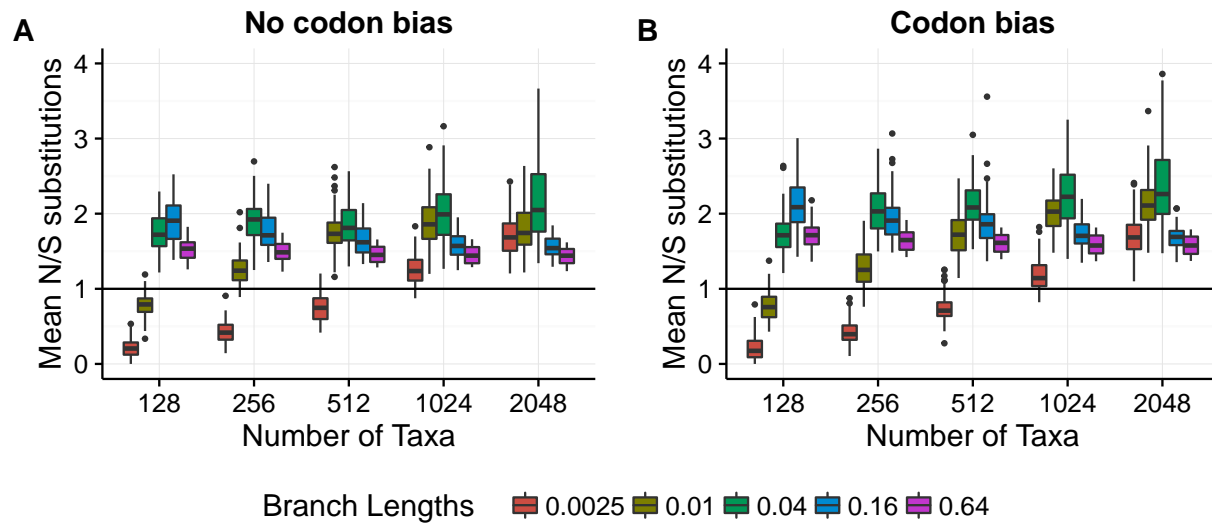 A
No codon bias
Mean N/S substitutions
4
3
2
1
0
128 256 512 1024 2048
Number of Taxa
B
Codon bias
Mean N/S substitutions
4
3
2
1
0
128 256 512 1024 2048
Number of Taxa
Branch Lengths 0.0025 0.01 0.04 0.16 0.64